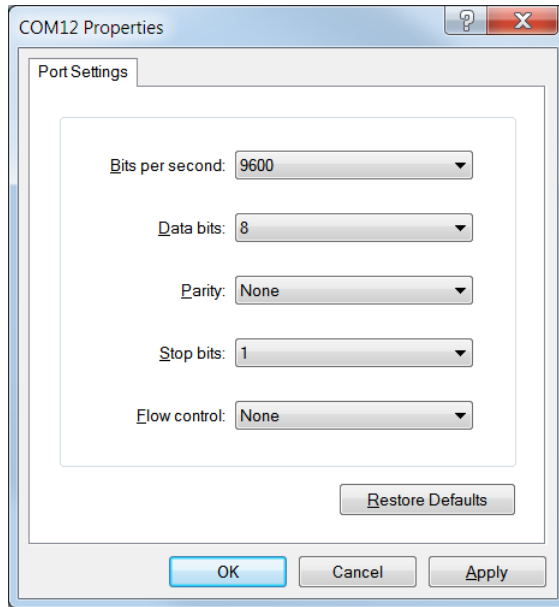 COM12 Properties
Port Settings
Bits per second: 9600
Data bits: 8
Parity: None
Stop bits: 1
Flow control: None
Restore Defaults
OK Cancel Apply